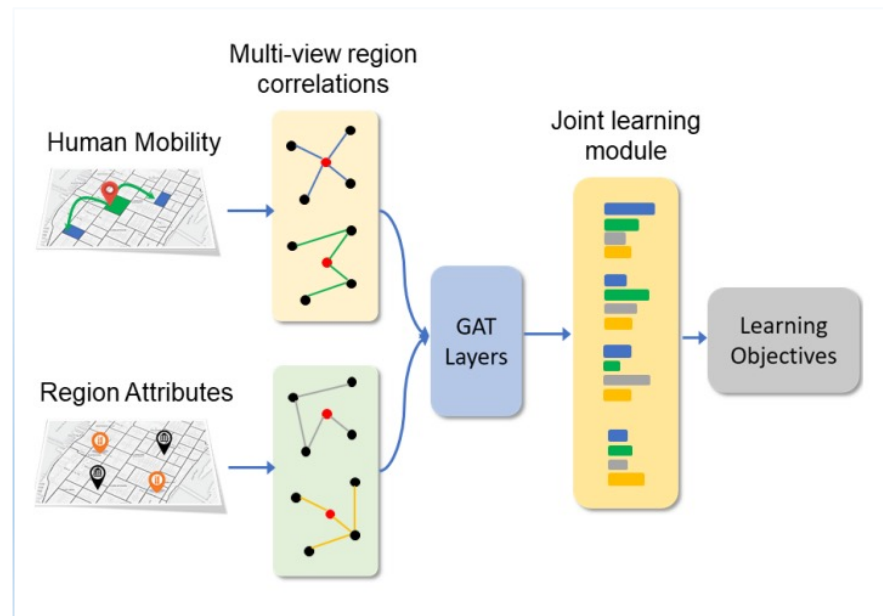 Multi-view region
correlations
Human Mobility
Joint learning
module
GAT
Layers
Learning
Objectives
Region Attributes